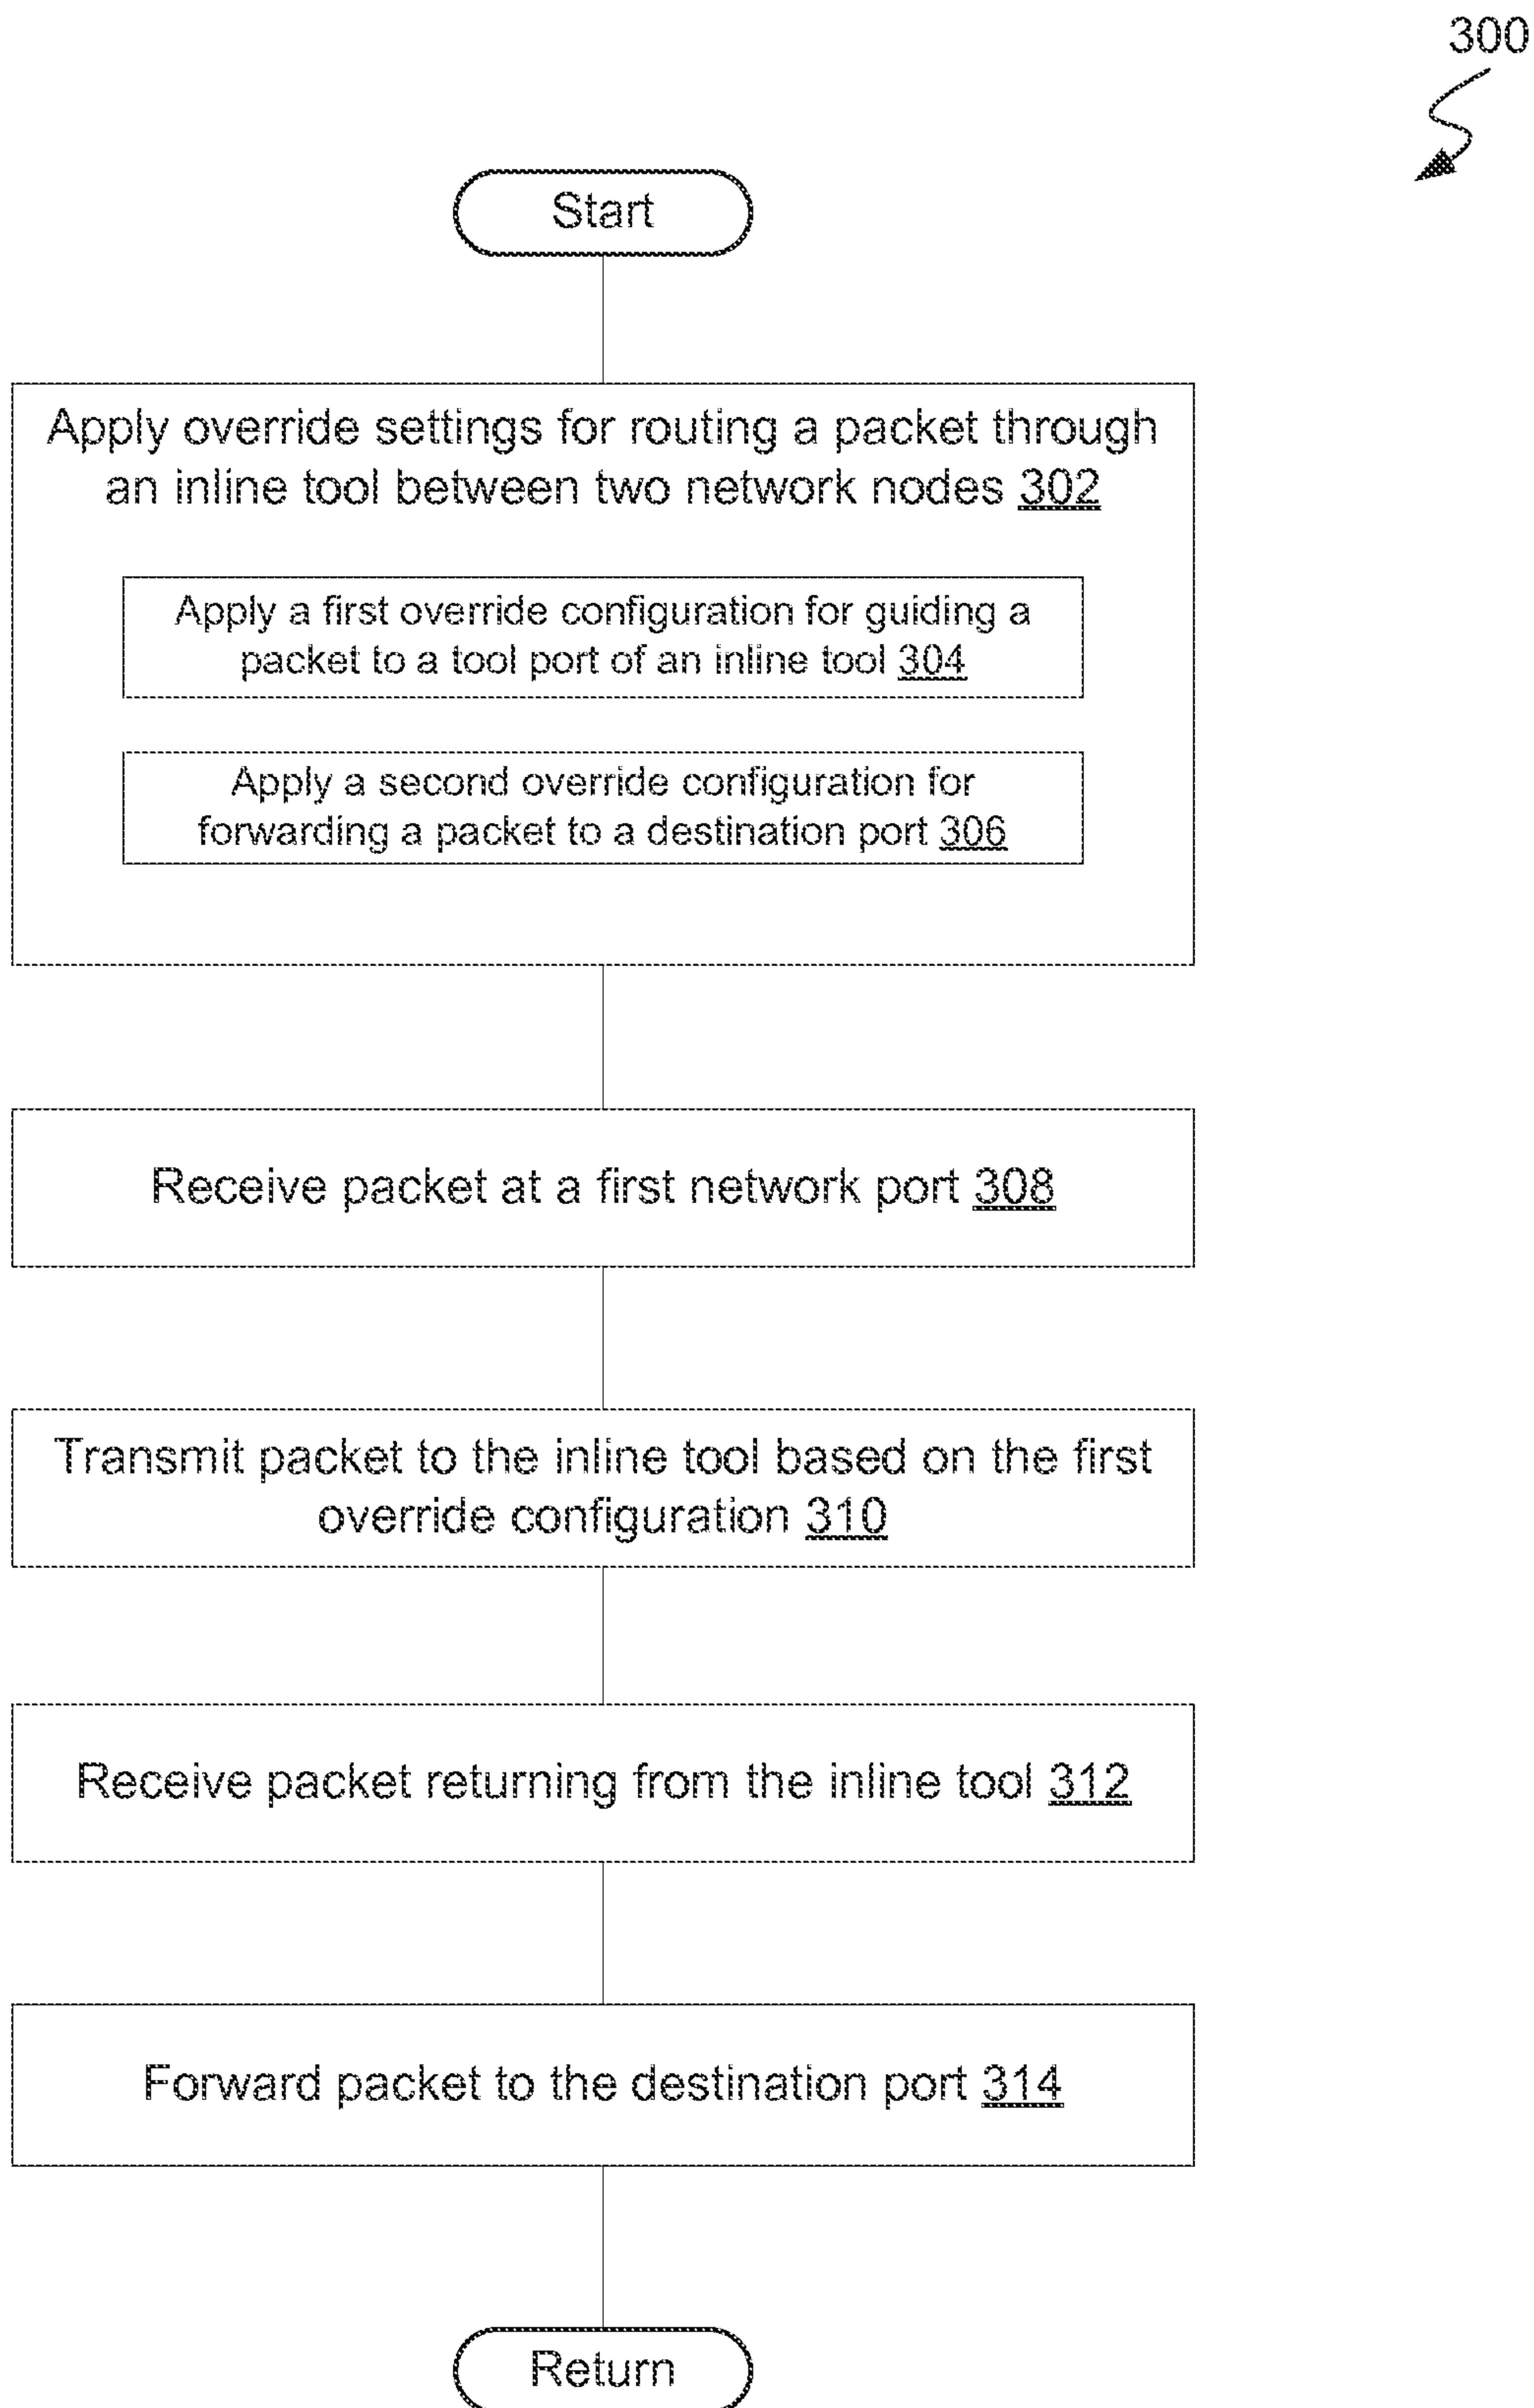 300
Start
Apply override settings for routing a packet through
an inline tool between two network nodes 302
Apply a first override configuration for guiding a
packet to a tool port of an inline tool 304
Apply a second override configuration for
forwarding a packet to a destination port 306
Receive packet at a first network port 308
Transmit packet to the inline tool based on the first
override configuration 310
Receive packet returning from the inline tool 312
Forward packet to the destination port 314
Return